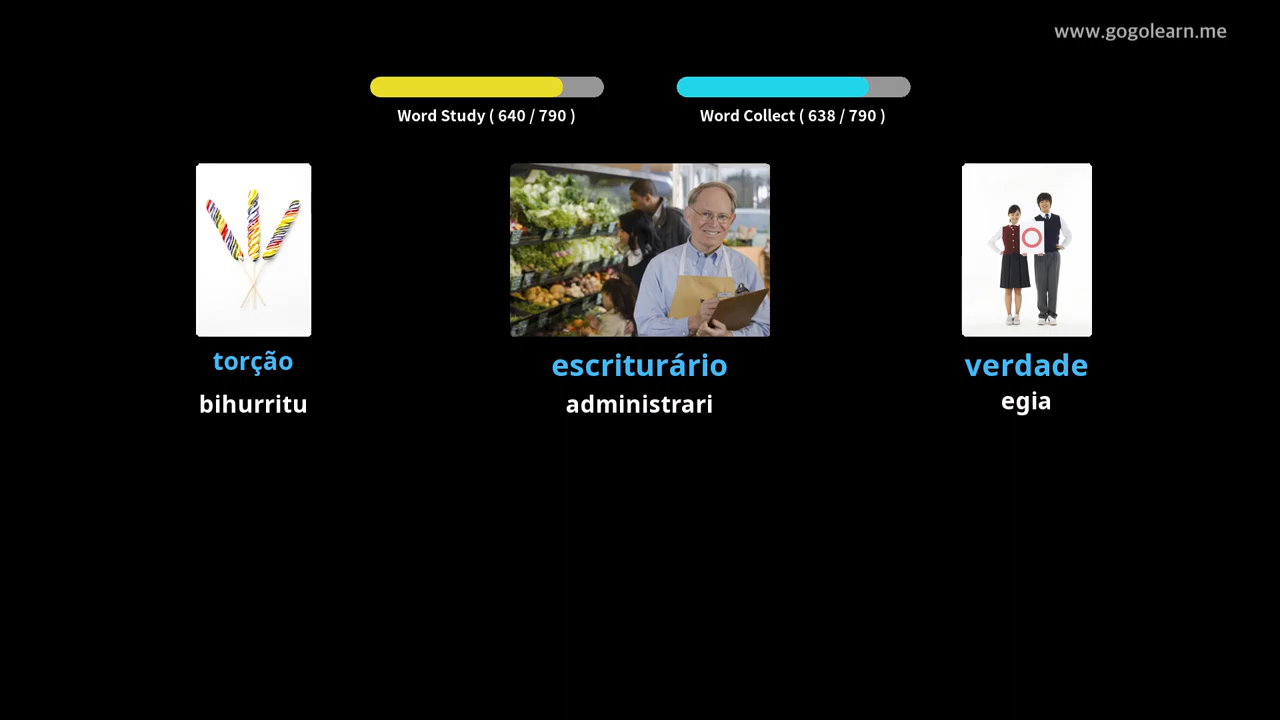 www.gogolearn.me
Word Study ( 640 / 790 )
Word Collect ( 638 / 790 )
torção
escriturário
verdade
bihurritu
administrari
egia